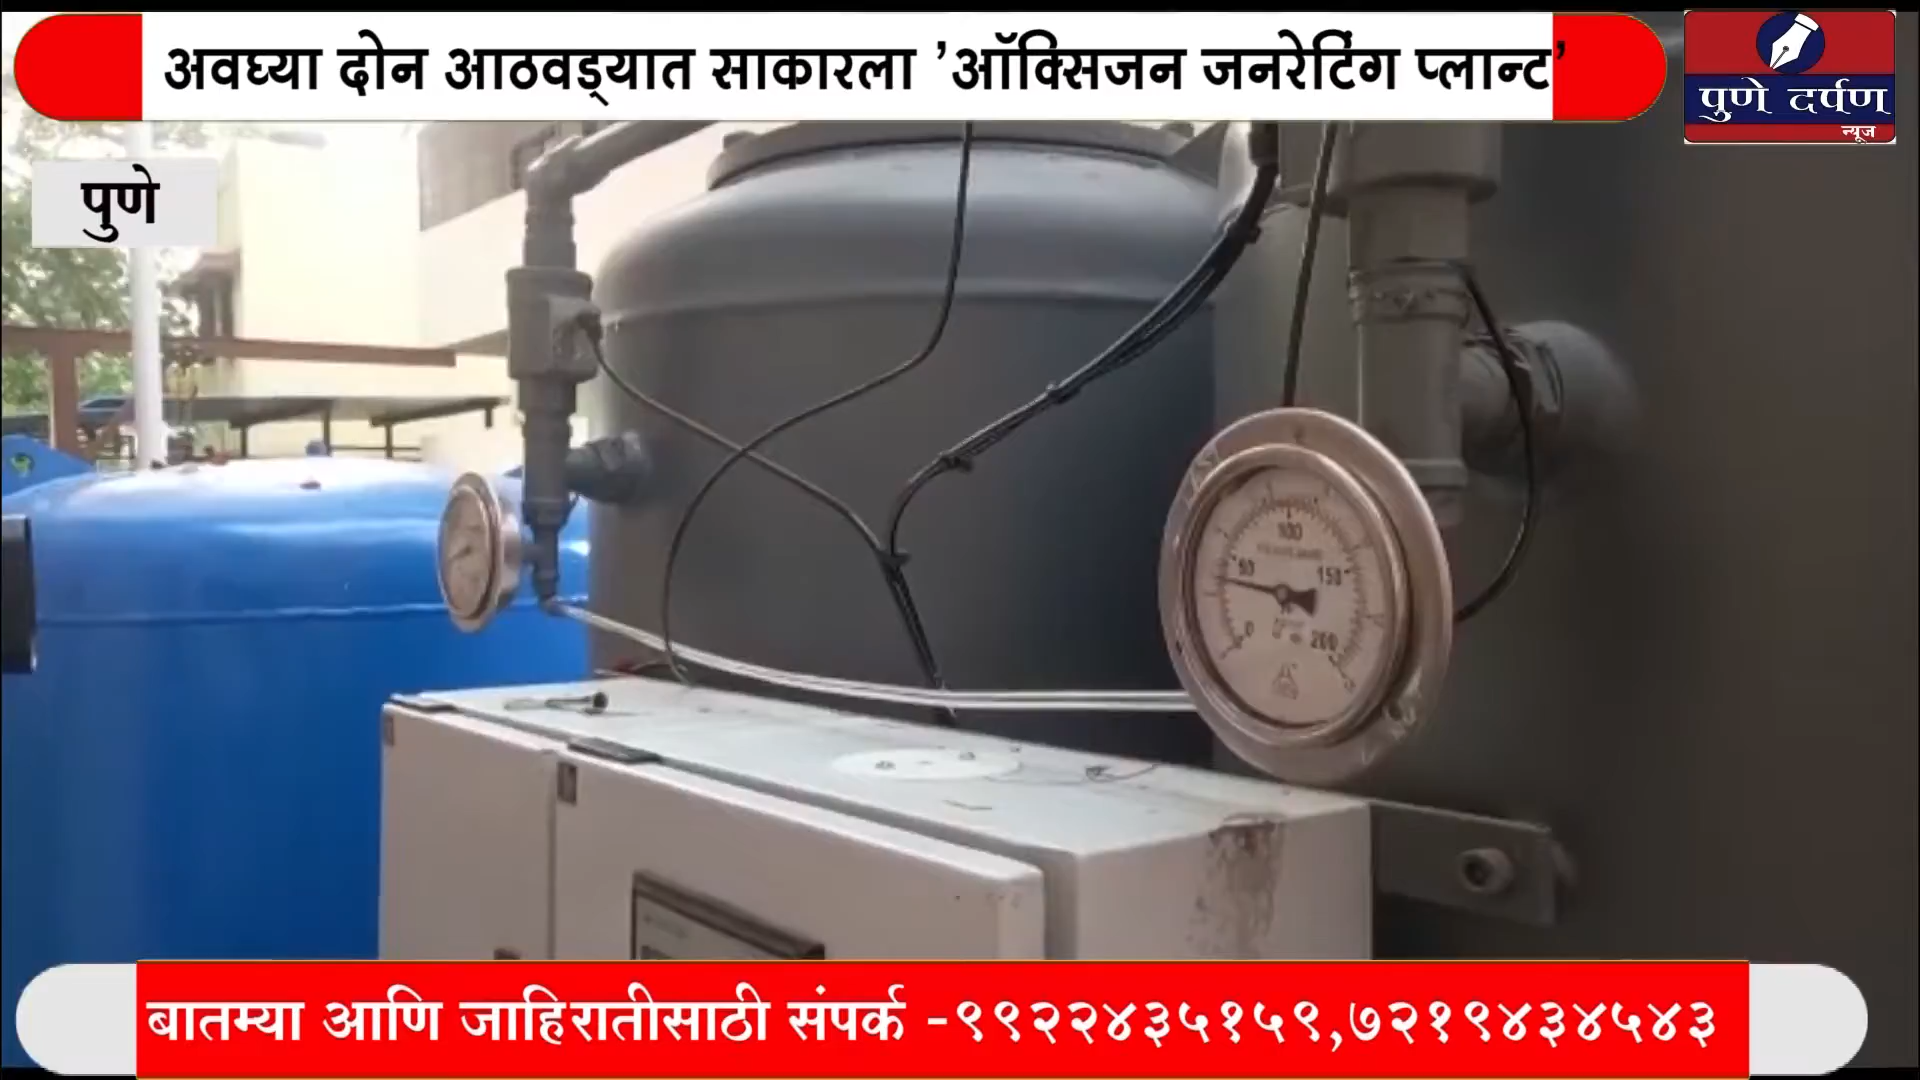 अवघ्या दोन आठवड्यात साकारला 'ऑक्सिजन जनरेटिंग प्लान्ट'
पुणे दर्पण
न्यूज
पुणे
0
50
100
150
200
बातम्या आणि जाहिरातीसाठी संपर्क -९९२२४३५१५९,७२१९४३४५४३